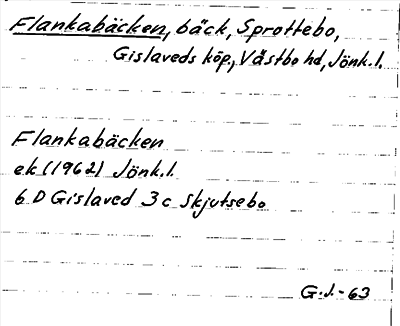 Flankabäcken, bäck, Sprottebo,
Gislaveds köp., Västbo hd, Jönk.l.
Flankabäcken
ek (1962) Jönk.l.
6 D Gislaved 3 c Skjutsebo
G.J.-63